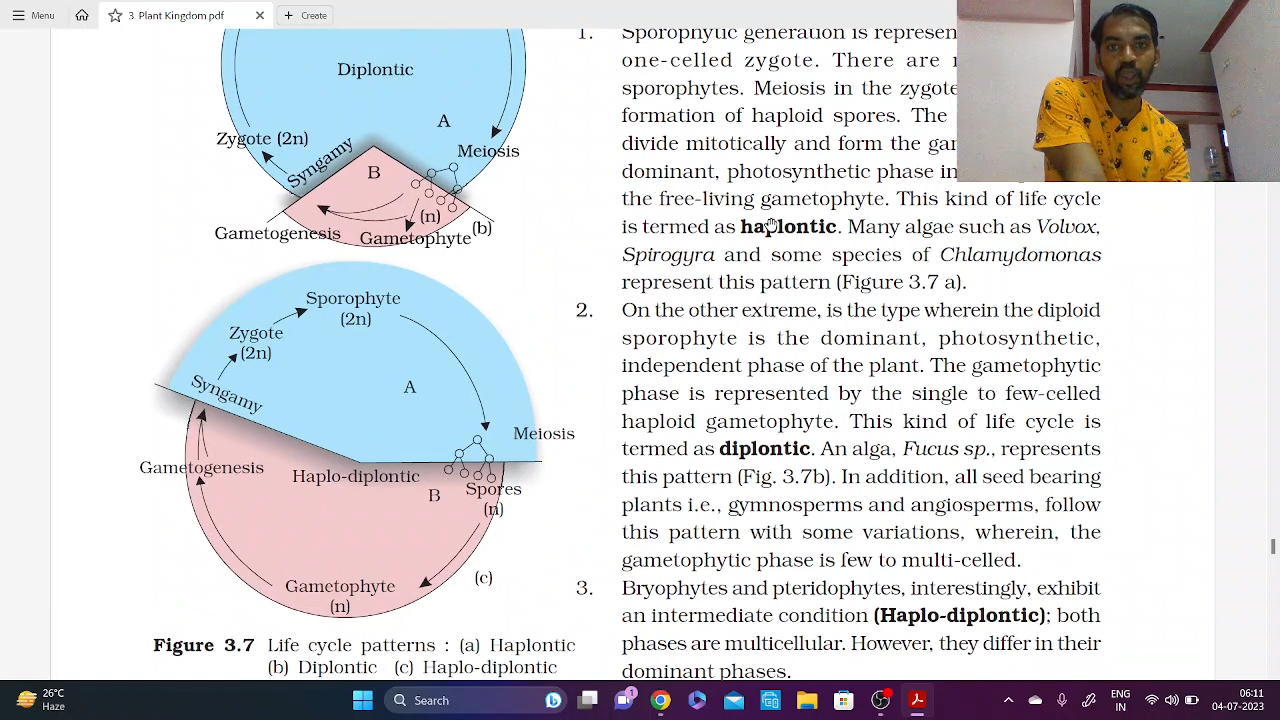 Menu
3. Plant Kingdom pdf
Create
Diplontic
A
Zygote (2n)
Syngamy
Meiosis
B
(n)
(b)
Gametogenesis
Gametophyte
Sporophyte
(2n)
Zygote
(2n)
A
Syngamy
Meiosis
Gametogenesis
Haplo-diplontic
B
Spores
(n)
(c)
Gametophyte
(n)
Figure 3.7 Life cycle patterns : (a) Haplontic
(b) Diplontic (c) Haplo-diplontic
1. Sporophytic generation is
one-celled zygote. There are
sporophytes. Meiosis in the zygote
formation of haploid spores. The
divide mitotically and form the
dominant, photosynthetic phase in
the free-living gametophyte. This kind of life cycle
is termed as haplontic. Many algae such as Volvox,
Spirogyra and some species of Chlamydomonas
represent this pattern (Figure 3.7 a).
2. On the other extreme, is the type wherein the diploid
sporophyte is the dominant, photosynthetic,
independent phase of the plant. The gametophytic
phase is represented by the single to few-celled
haploid gametophyte. This kind of life cycle is
termed as diplontic. An alga, Fucus sp., represents
this pattern (Fig. 3.7b). In addition, all seed bearing
plants i.e., gymnosperms and angiosperms, follow
this pattern with some variations, wherein, the
gametophytic phase is few to multi-celled.
3. Bryophytes and pteridophytes, interestingly, exhibit
an intermediate condition (Haplo-diplontic); both
phases are multicellular. However, they differ in their
dominant phases.
26°C
Haze
Search
1
ENG
IN
06:11
04-07-2023